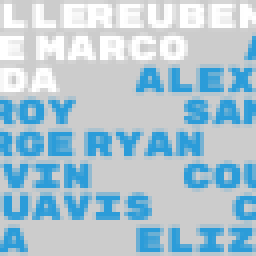 LLEREUBEN
E MARCO A
DA ALEX
ROY SAN
RGE RYAN
VIN COU
UAVIS C
A ELIZ